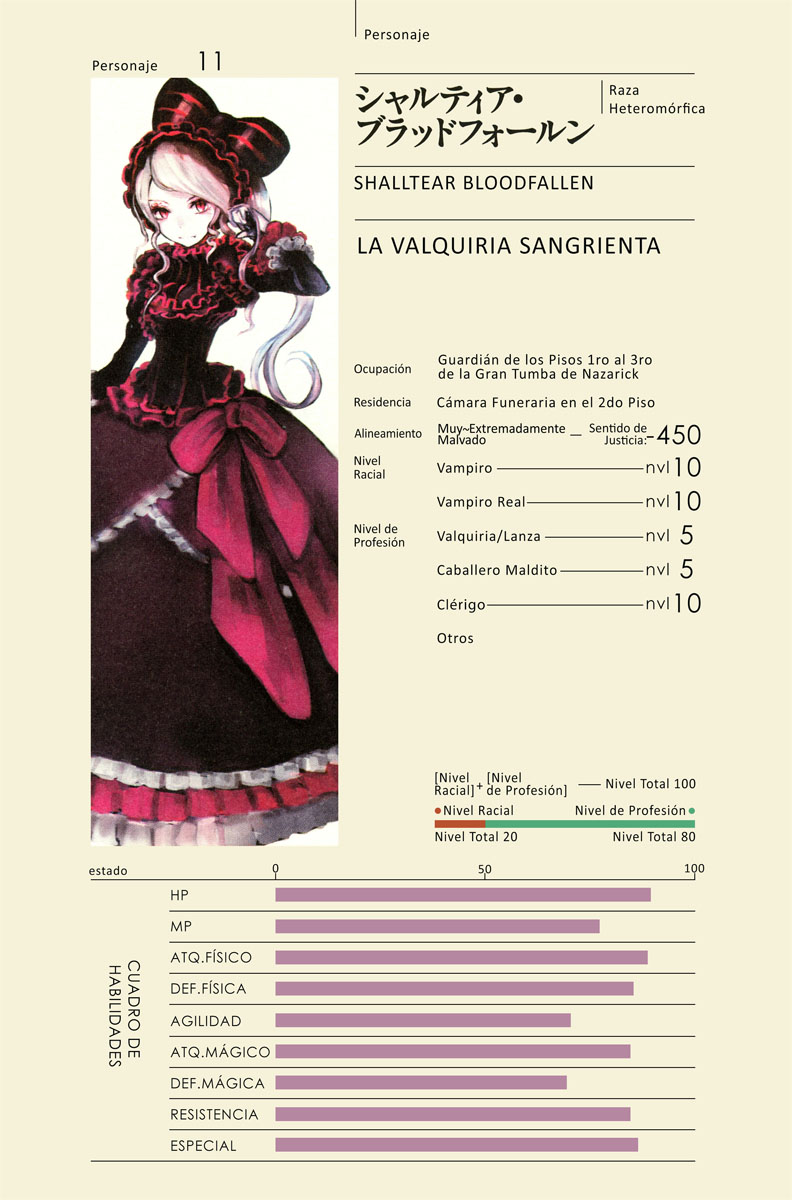 Personaje
Personaje 11
シャルティア・
ブラッドフォールン
Raza
Heteromórfica
SHALLTEAR BLOODFALLEN
LA VALQUIRIA SANGRIENTA
Ocupación
Guardián de los Pisos 1ro al 3ro
de la Gran Tumba de Nazarick
Residencia Cámara Funeraria en el 2do Piso
Alineamiento
Muy~Extremadamente
Malvado
Sentido de
Justicia:-450
Nivel
Racial
Vampiro nvl 10
Vampiro Real nvl 10
Nivel de
Profesión
Valquiria/Lanza nvl 5
Caballero Maldito nvl 5
Clérigo nvl 10
Otros
[Nivel
Racial]
+
[Nivel
de Profesión]
Nivel Total 100
Nivel Racial Nivel de Profesión
Nivel Total 20 Nivel Total 80
estado 0 50 100
CUADRO DE
HABILIDADES
HP
MP
ATQ.FÍSICO
DEF.FÍSICA
AGILIDAD
ATQ.MÁGICO
DEF.MÁGICA
RESISTENCIA
ESPECIAL